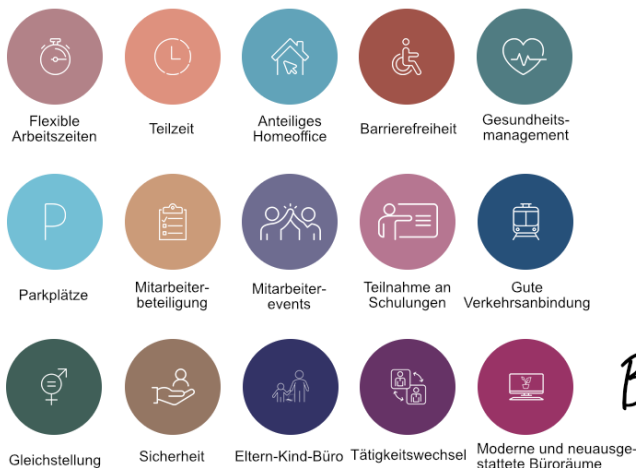 Flexible
Arbeitszeiten
Teilzeit
Anteiliges
Homeoffice
Barrierefreiheit
Gesundheits-
management
P
Parkplätze
Mitarbeiter-
beteiligung
Mitarbeiter-
events
Teilnahme an
Schulungen
Gute
Verkehrsanbindung
Gleichstellung
Sicherheit
Eltern-Kind-Büro
Tätigkeitswechsel
Moderne und neuausge-
stattete Büroräume